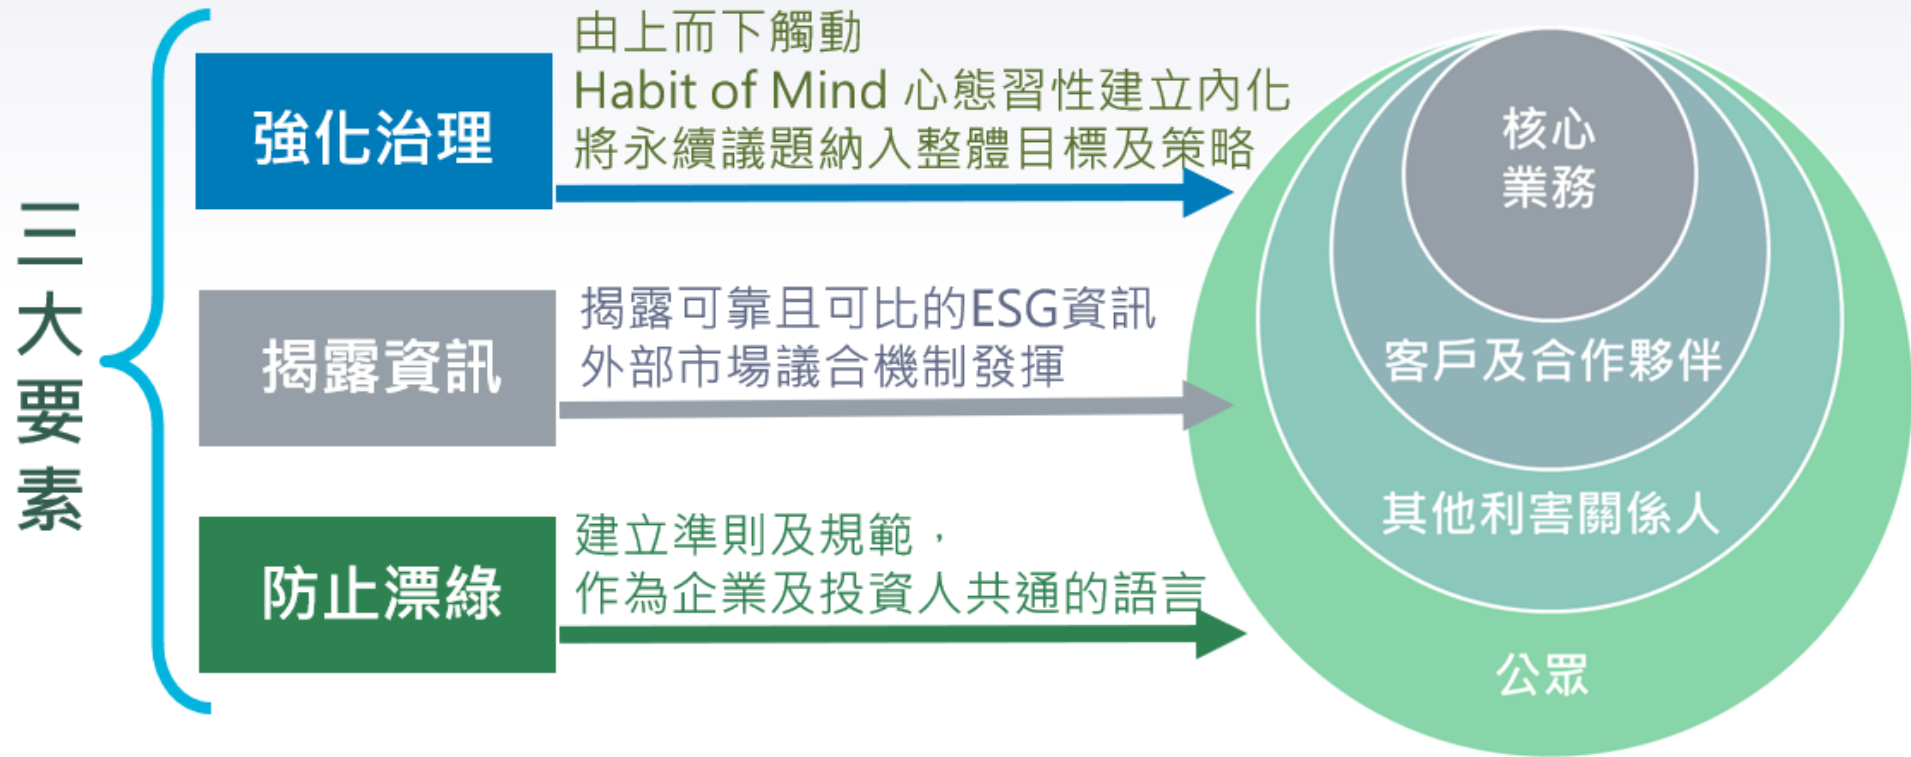 三大要素
強化治理
由上而下觸動
Habit of Mind 心態習性建立內化
將永續議題納入整體目標及策略
揭露資訊
揭露可靠且可比的ESG資訊
外部市場議合機制發揮
防止漂綠
建立準則及規範，
作為企業及投資人共通的語言
核心
業務
客戶及合作夥伴
其他利害關係人
公眾